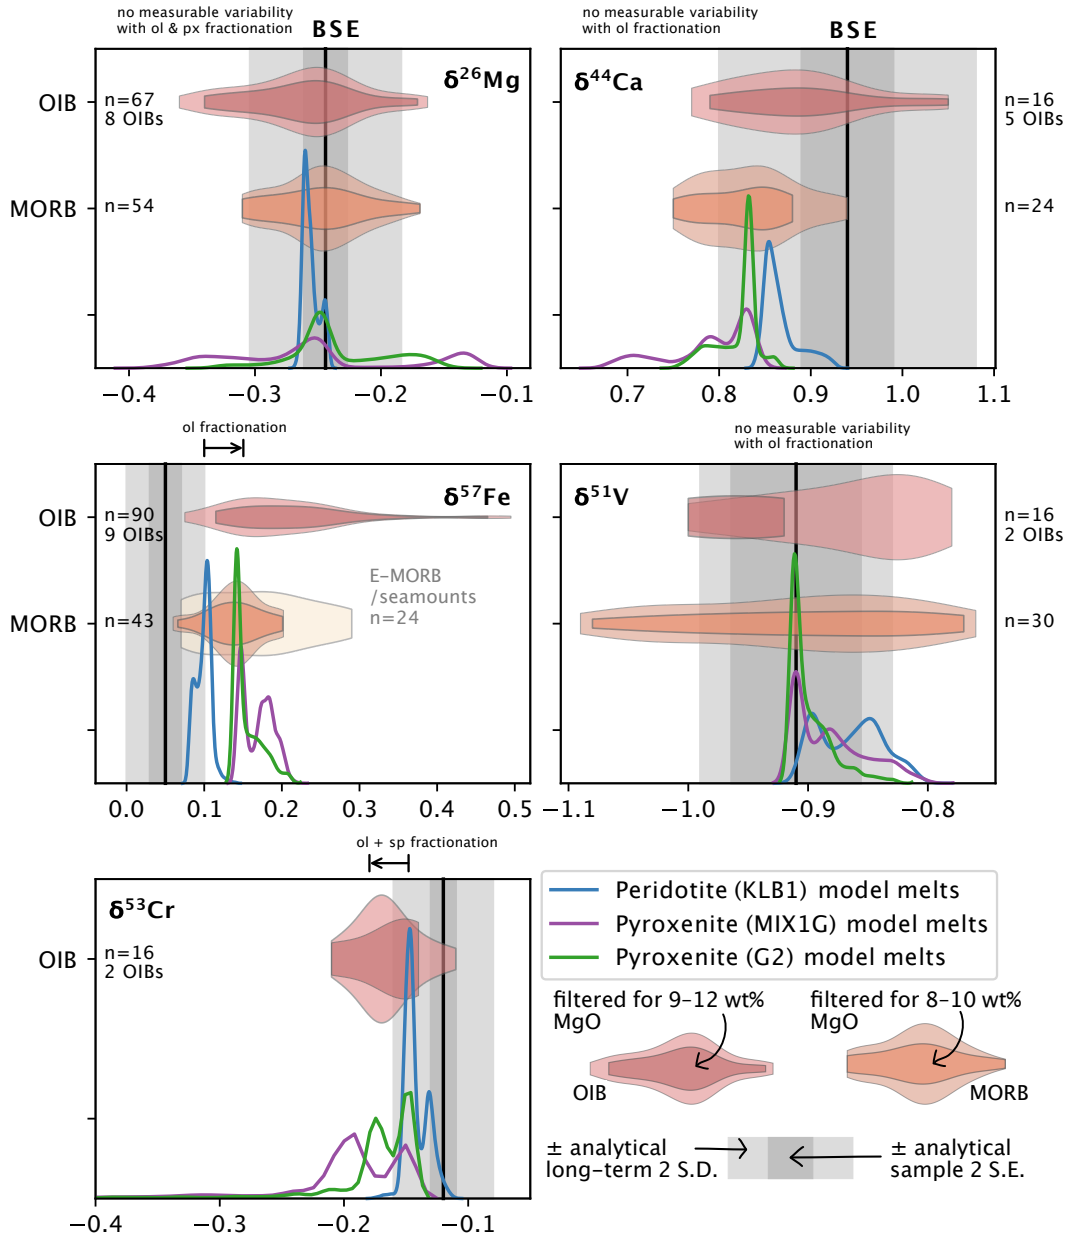 no measurable variability
with ol & px fractionation
BSE
no measurable variability
with ol fractionation
BSE
δ26Mg
δ44Ca
OIB
n=67
8 OIBs
n=16
5 OIBs
MORB
n=54
n=24
−0.4
−0.3
−0.2
−0.1
0.7
0.8
0.9
1.0
1.1
ol fractionation
no measurable variability
with ol fractionation
δ57Fe
δ51V
OIB
n=90
9 OIBs
n=16
2 OIBs
E-MORB
/seamounts
n=24
MORB
n=43
n=30
0.0
0.1
0.2
0.3
0.4
0.5
−1.1
−1.0
−0.9
−0.8
ol + sp fractionation
δ53Cr
OIB
n=16
2 OIBs
−0.4
−0.3
−0.2
−0.1
Peridotite (KLB1) model melts
Pyroxenite (MIX1G) model melts
Pyroxenite (G2) model melts
filtered for 9–12 wt%
MgO
OIB
filtered for 8–10 wt%
MgO
MORB
± analytical
long–term 2 S.D.
± analytical
sample 2 S.E.